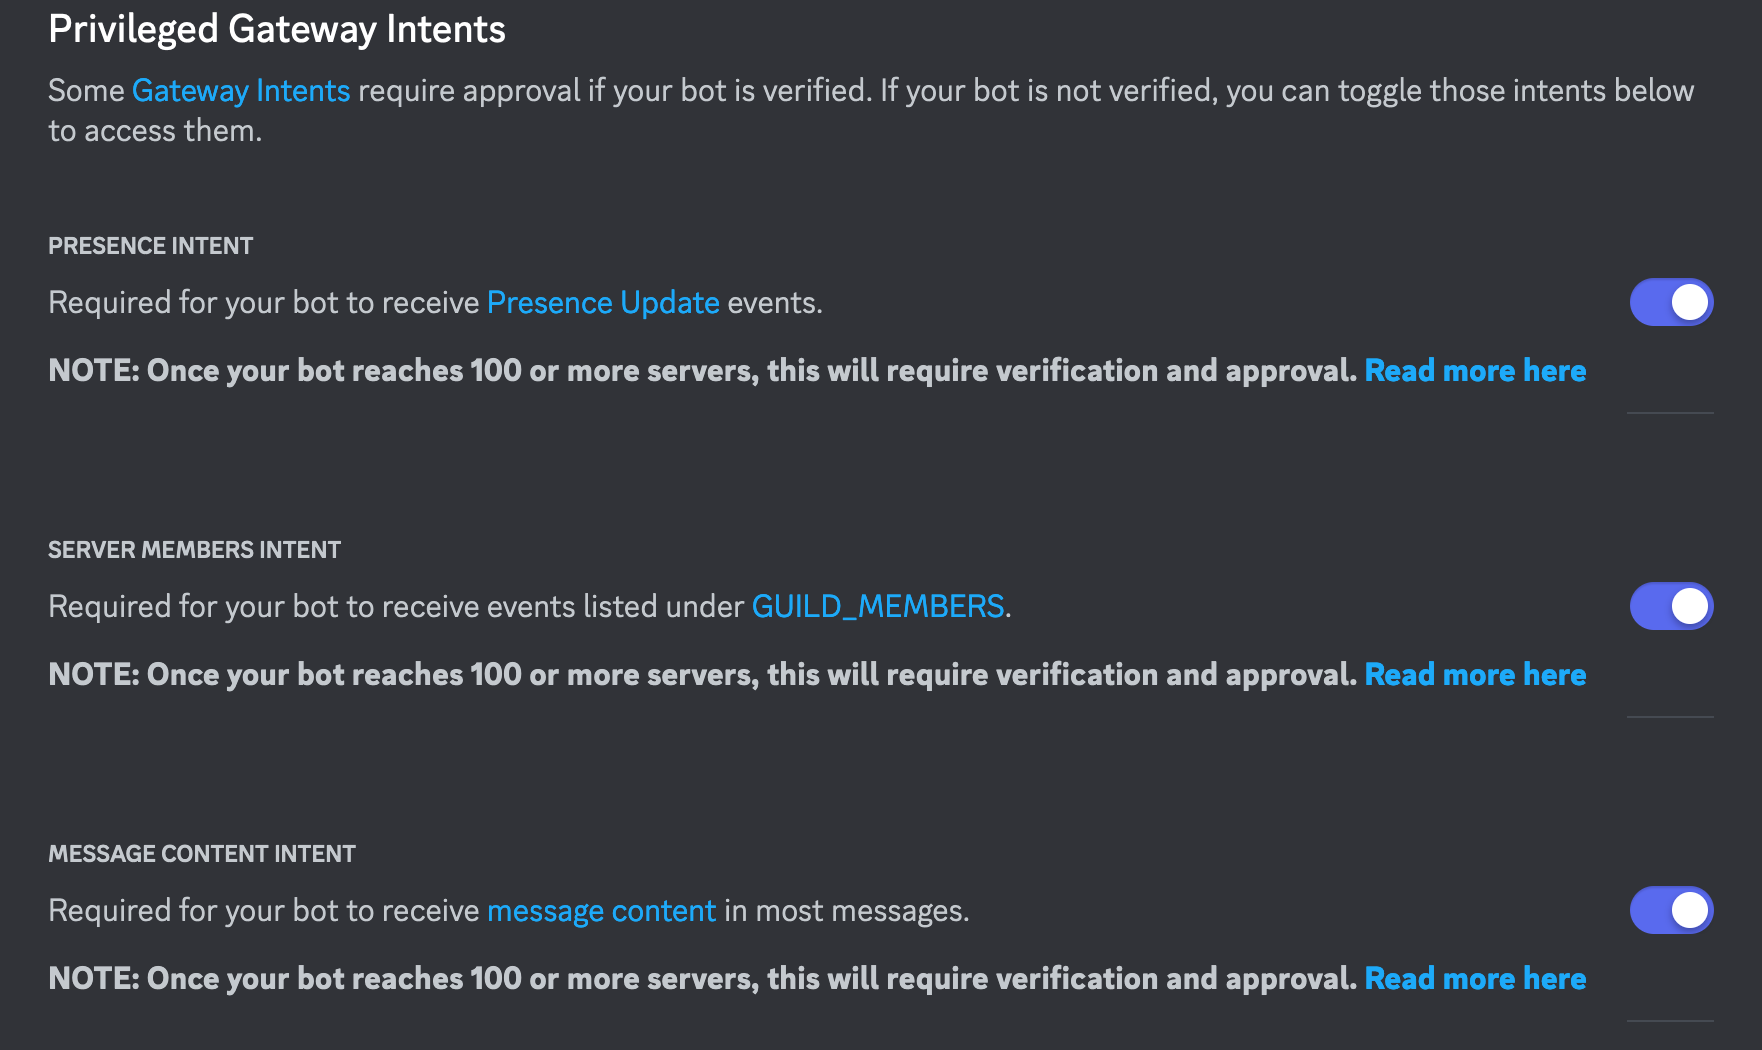 Privileged Gateway Intents
Some Gateway Intents require approval if your bot is verified. If your bot is not verified, you can toggle those intents below
to access them.
PRESENCE INTENT
Required for your bot to receive Presence Update events.
NOTE: Once your bot reaches 100 or more servers, this will require verification and approval. Read more here
SERVER MEMBERS INTENT
Required for your bot to receive events listed under GUILD_MEMBERS.
NOTE: Once your bot reaches 100 or more servers, this will require verification and approval. Read more here
MESSAGE CONTENT INTENT
Required for your bot to receive message content in most messages.
NOTE: Once your bot reaches 100 or more servers, this will require verification and approval. Read more here